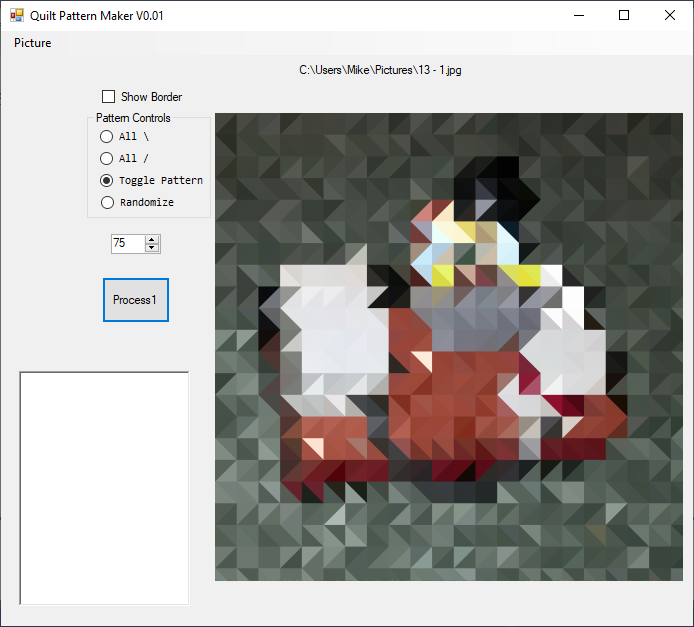 Quilt Pattern Maker V0.01
Picture
C:\Users\Mike\Pictures\13 - 1.jpg
Show Border
Pattern Controls
All \
All /
Toggle Pattern
Randomize
75
Process1